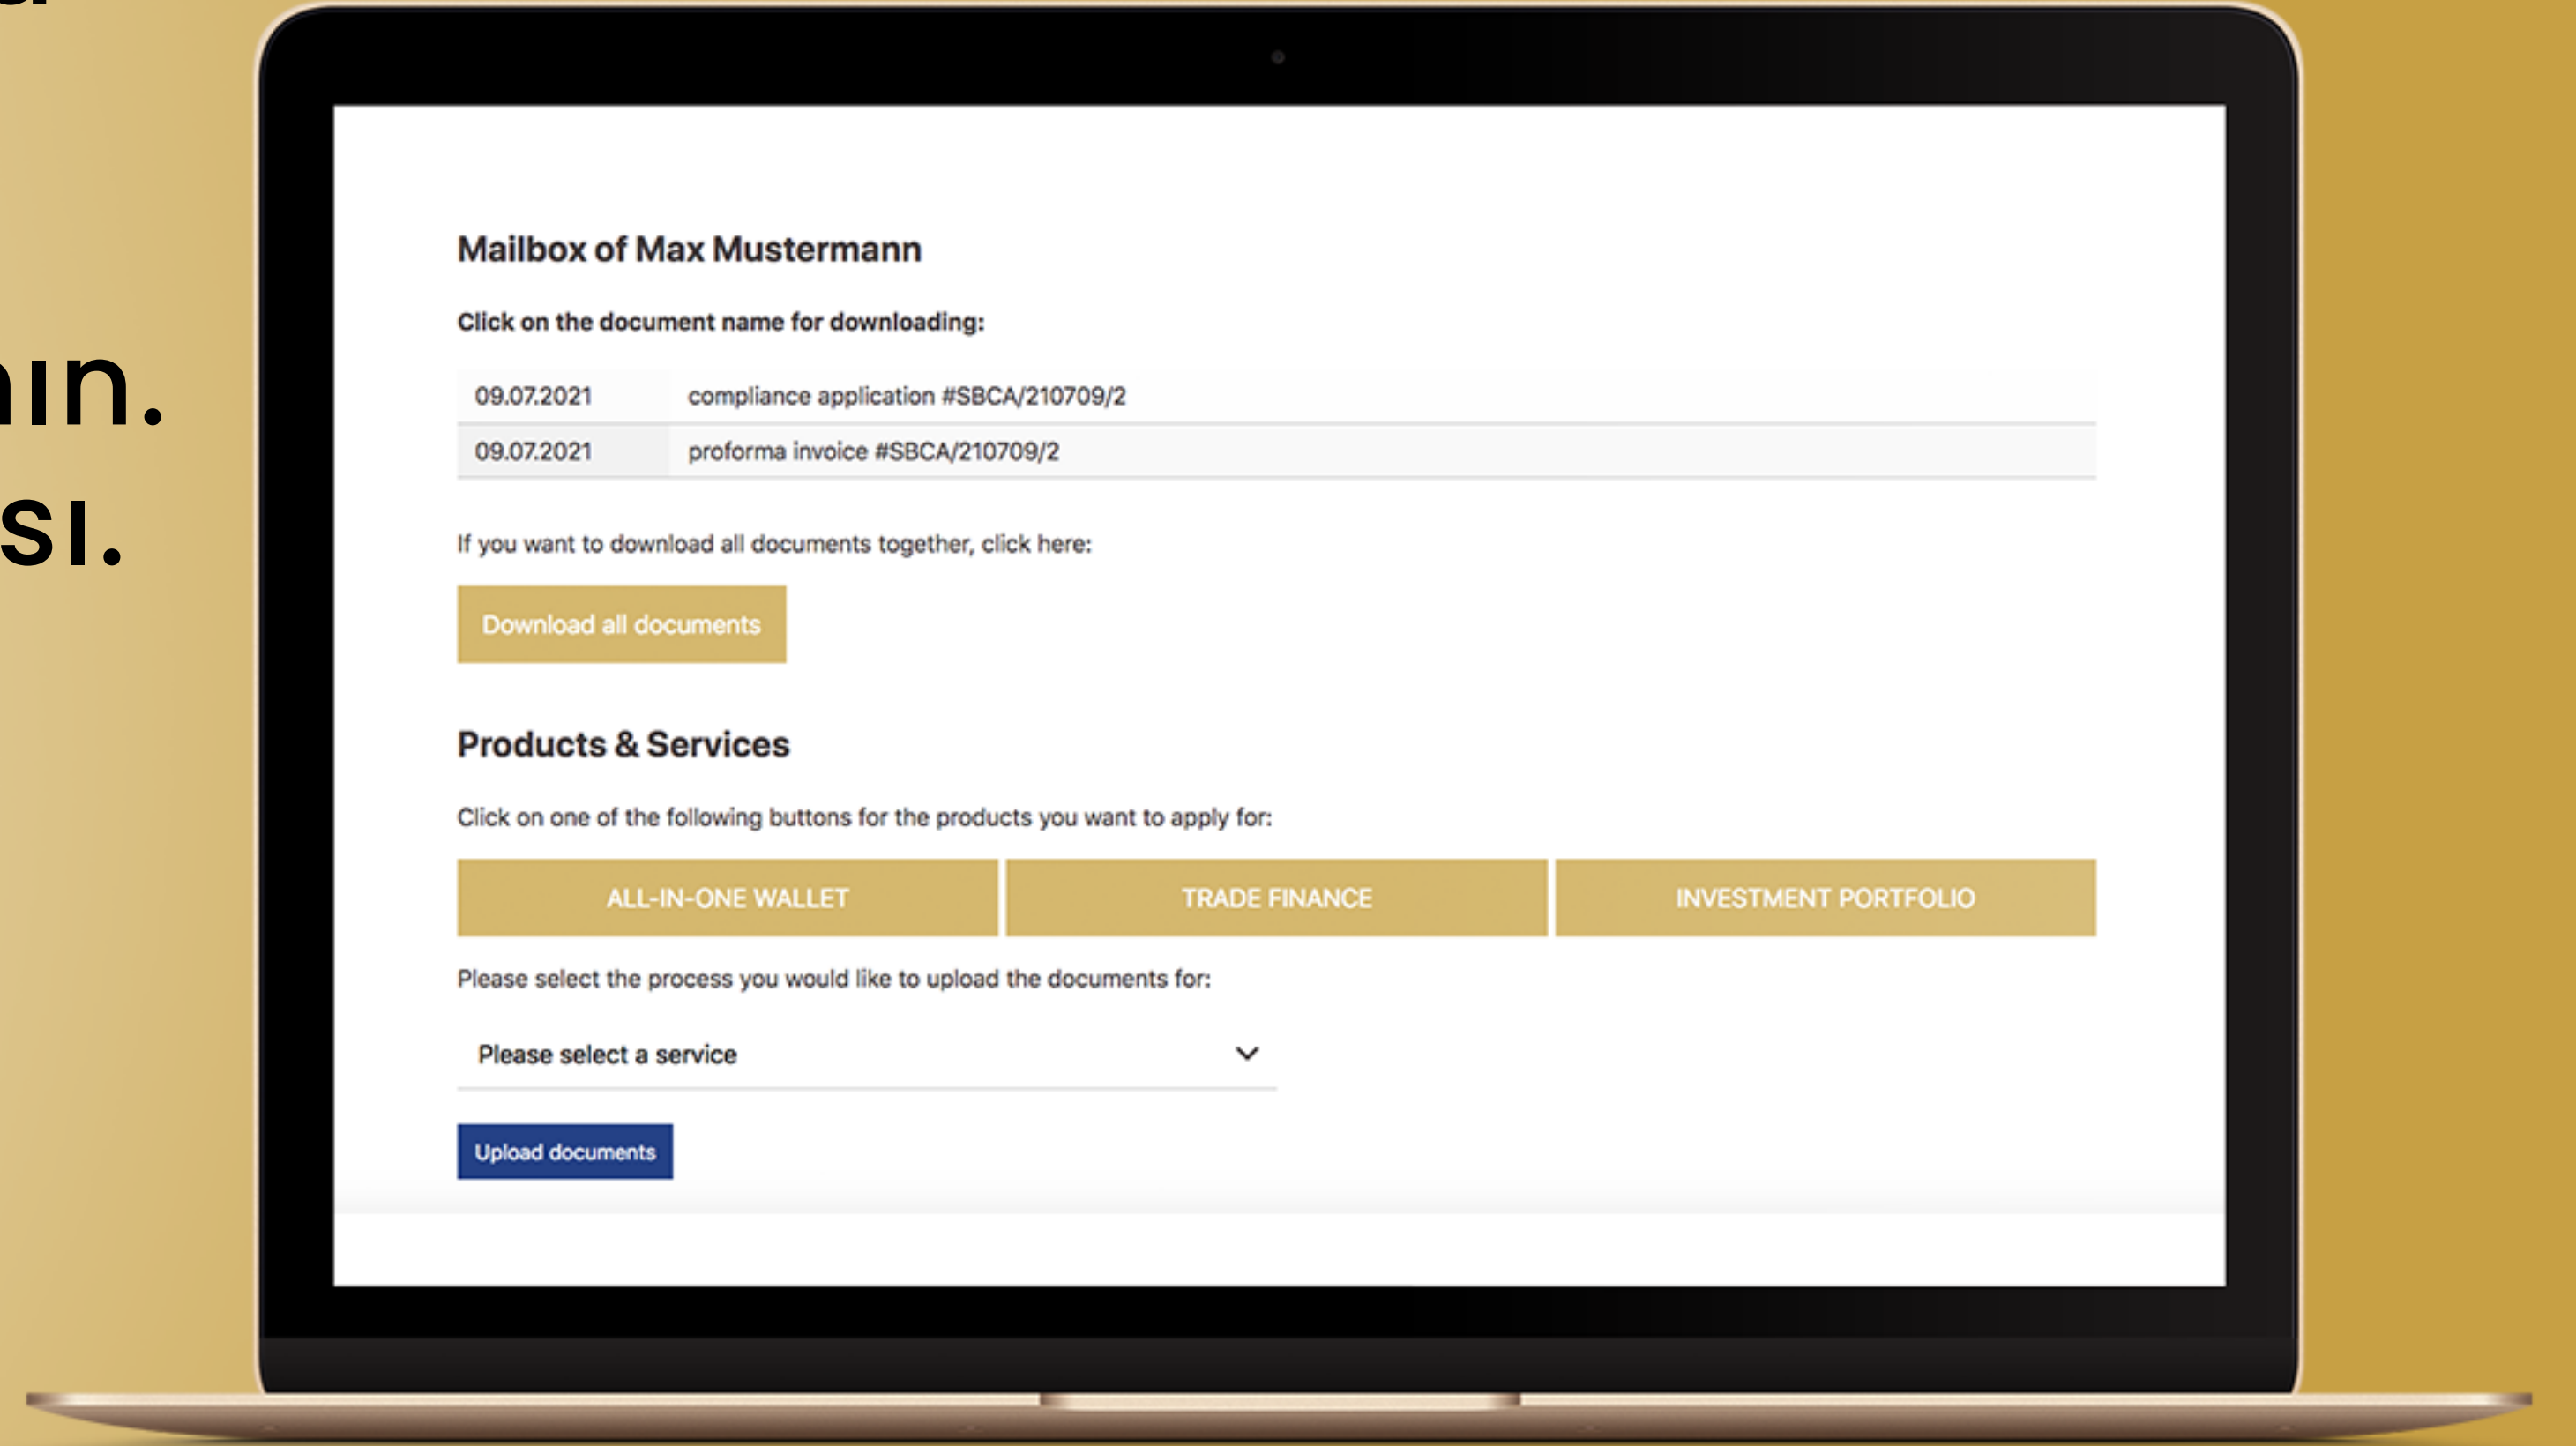 Mailbox of Max Mustermann
Click on the document name for downloading:
09.07.2021 compliance application #SBCA/210709/2
09.07.2021 proforma invoice #SBCA/210709/2
If you want to download all documents together, click here:
Download all documents
Products & Services
Click on one of the following buttons for the products you want to apply for:
ALL-IN-ONE WALLET TRADE FINANCE INVESTMENT PORTFOLIO
Please select the process you would like to upload the documents for:
Please select a service
Upload documents